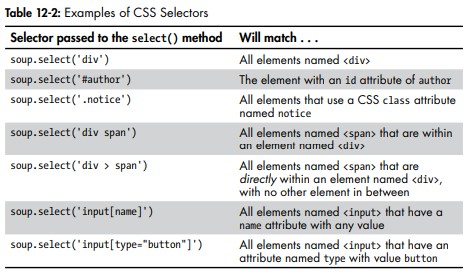 Table 12-2: Examples of CSS Selectors
Selector passed to the select() method Will match . . .
soup.select('div') All elements named <div>
soup.select('#author') The element with an id attribute of author
soup.select('.notice') All elements that use a CSS class attribute
named notice
soup.select('div span') All elements named <span> that are within
an element named <div>
soup.select('div > span') All elements named <span> that are
directly within an element named <div>,
with no other element in between
soup.select('input[name]') All elements named <input> that have a
name attribute with any value
soup.select('input[type="button"]') All elements named <input> that have an
attribute named type with value button